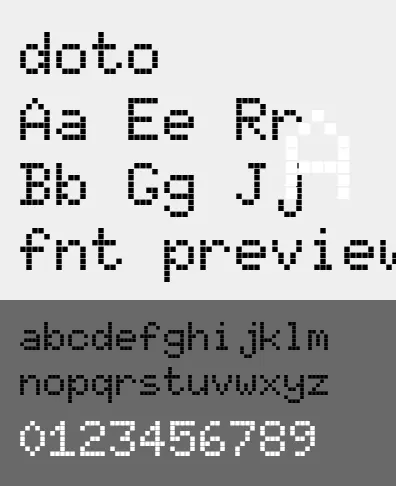 doto
Aa Ee Rr
A
Bb Gg Jj
fnt preview
abcdefghijklm
nopqrstuvwxyz
0123456789